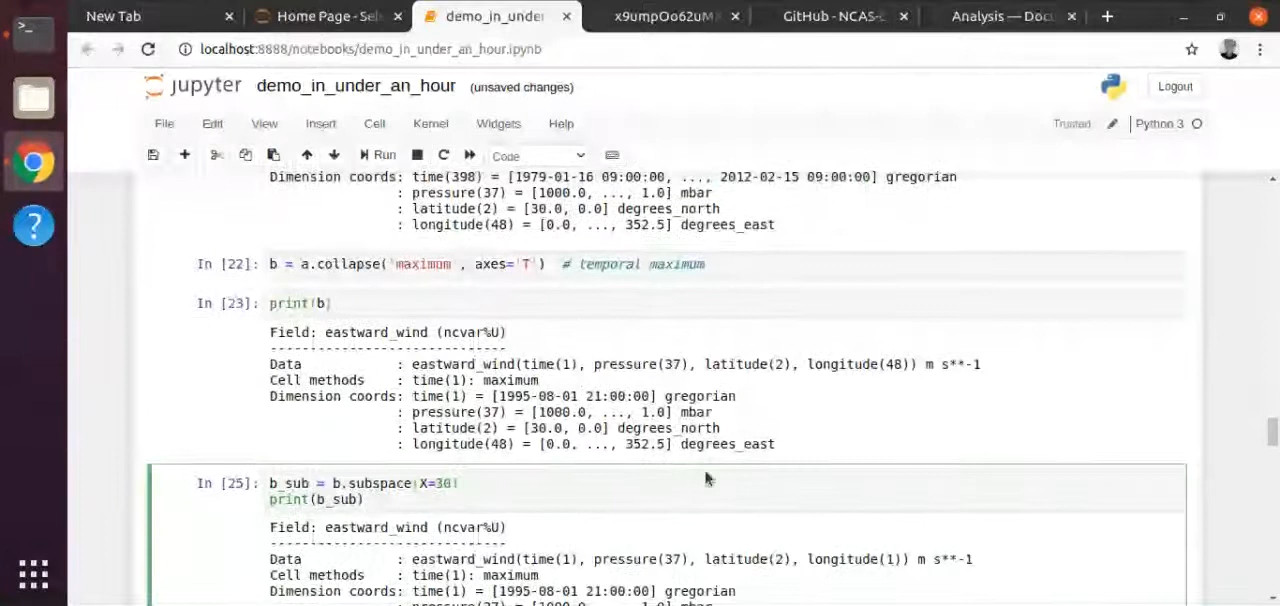 New Tab
Home Page - Sel
demo_in_under
x9umpOo62uM
GitHub - NCAS-
Analysis — Docu
localhost:8888/notebooks/demo_in_under_an_hour.ipynb
jupyter demo_in_under_an_hour (unsaved changes)
Logout
File Edit View Insert Cell Kernel Widgets Help
Trusted Python 3
Run Code
Dimension coords: time(398) = [1979-01-16 09:00:00, ..., 2012-02-15 09:00:00] gregorian
: pressure(37) = [1000.0, ..., 1.0] mbar
: latitude(2) = [30.0, 0.0] degrees_north
: longitude(48) = [0.0, ..., 352.5] degrees_east
In [22]: b = a.collapse('maximum', axes='T') # temporal maximum
In [23]: print(b)
Field: eastward_wind (ncvar%U)
------------------------------
Data : eastward_wind(time(1), pressure(37), latitude(2), longitude(48)) m s**-1
Cell methods : time(1): maximum
Dimension coords: time(1) = [1995-08-01 21:00:00] gregorian
: pressure(37) = [1000.0, ..., 1.0] mbar
: latitude(2) = [30.0, 0.0] degrees_north
: longitude(48) = [0.0, ..., 352.5] degrees_east
In [25]: b_sub = b.subspace(X=30)
print(b_sub)
Field: eastward_wind (ncvar%U)
------------------------------
Data : eastward_wind(time(1), pressure(37), latitude(2), longitude(1)) m s**-1
Cell methods : time(1): maximum
Dimension coords: time(1) = [1995-08-01 21:00:00] gregorian